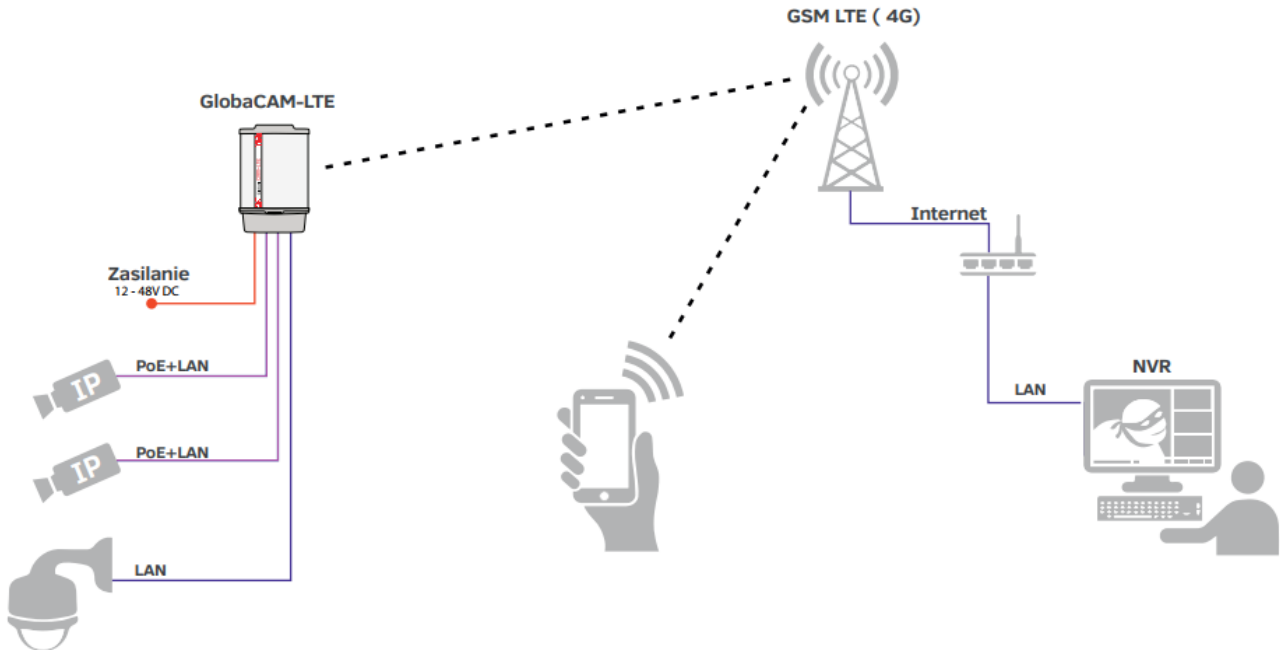 GSM LTE ( 4G)
GlobaCAM-LTE
Internet
Zasilanie
12 - 48V DC
PoE+LAN
IP
NVR
LAN
PoE+LAN
IP
LAN